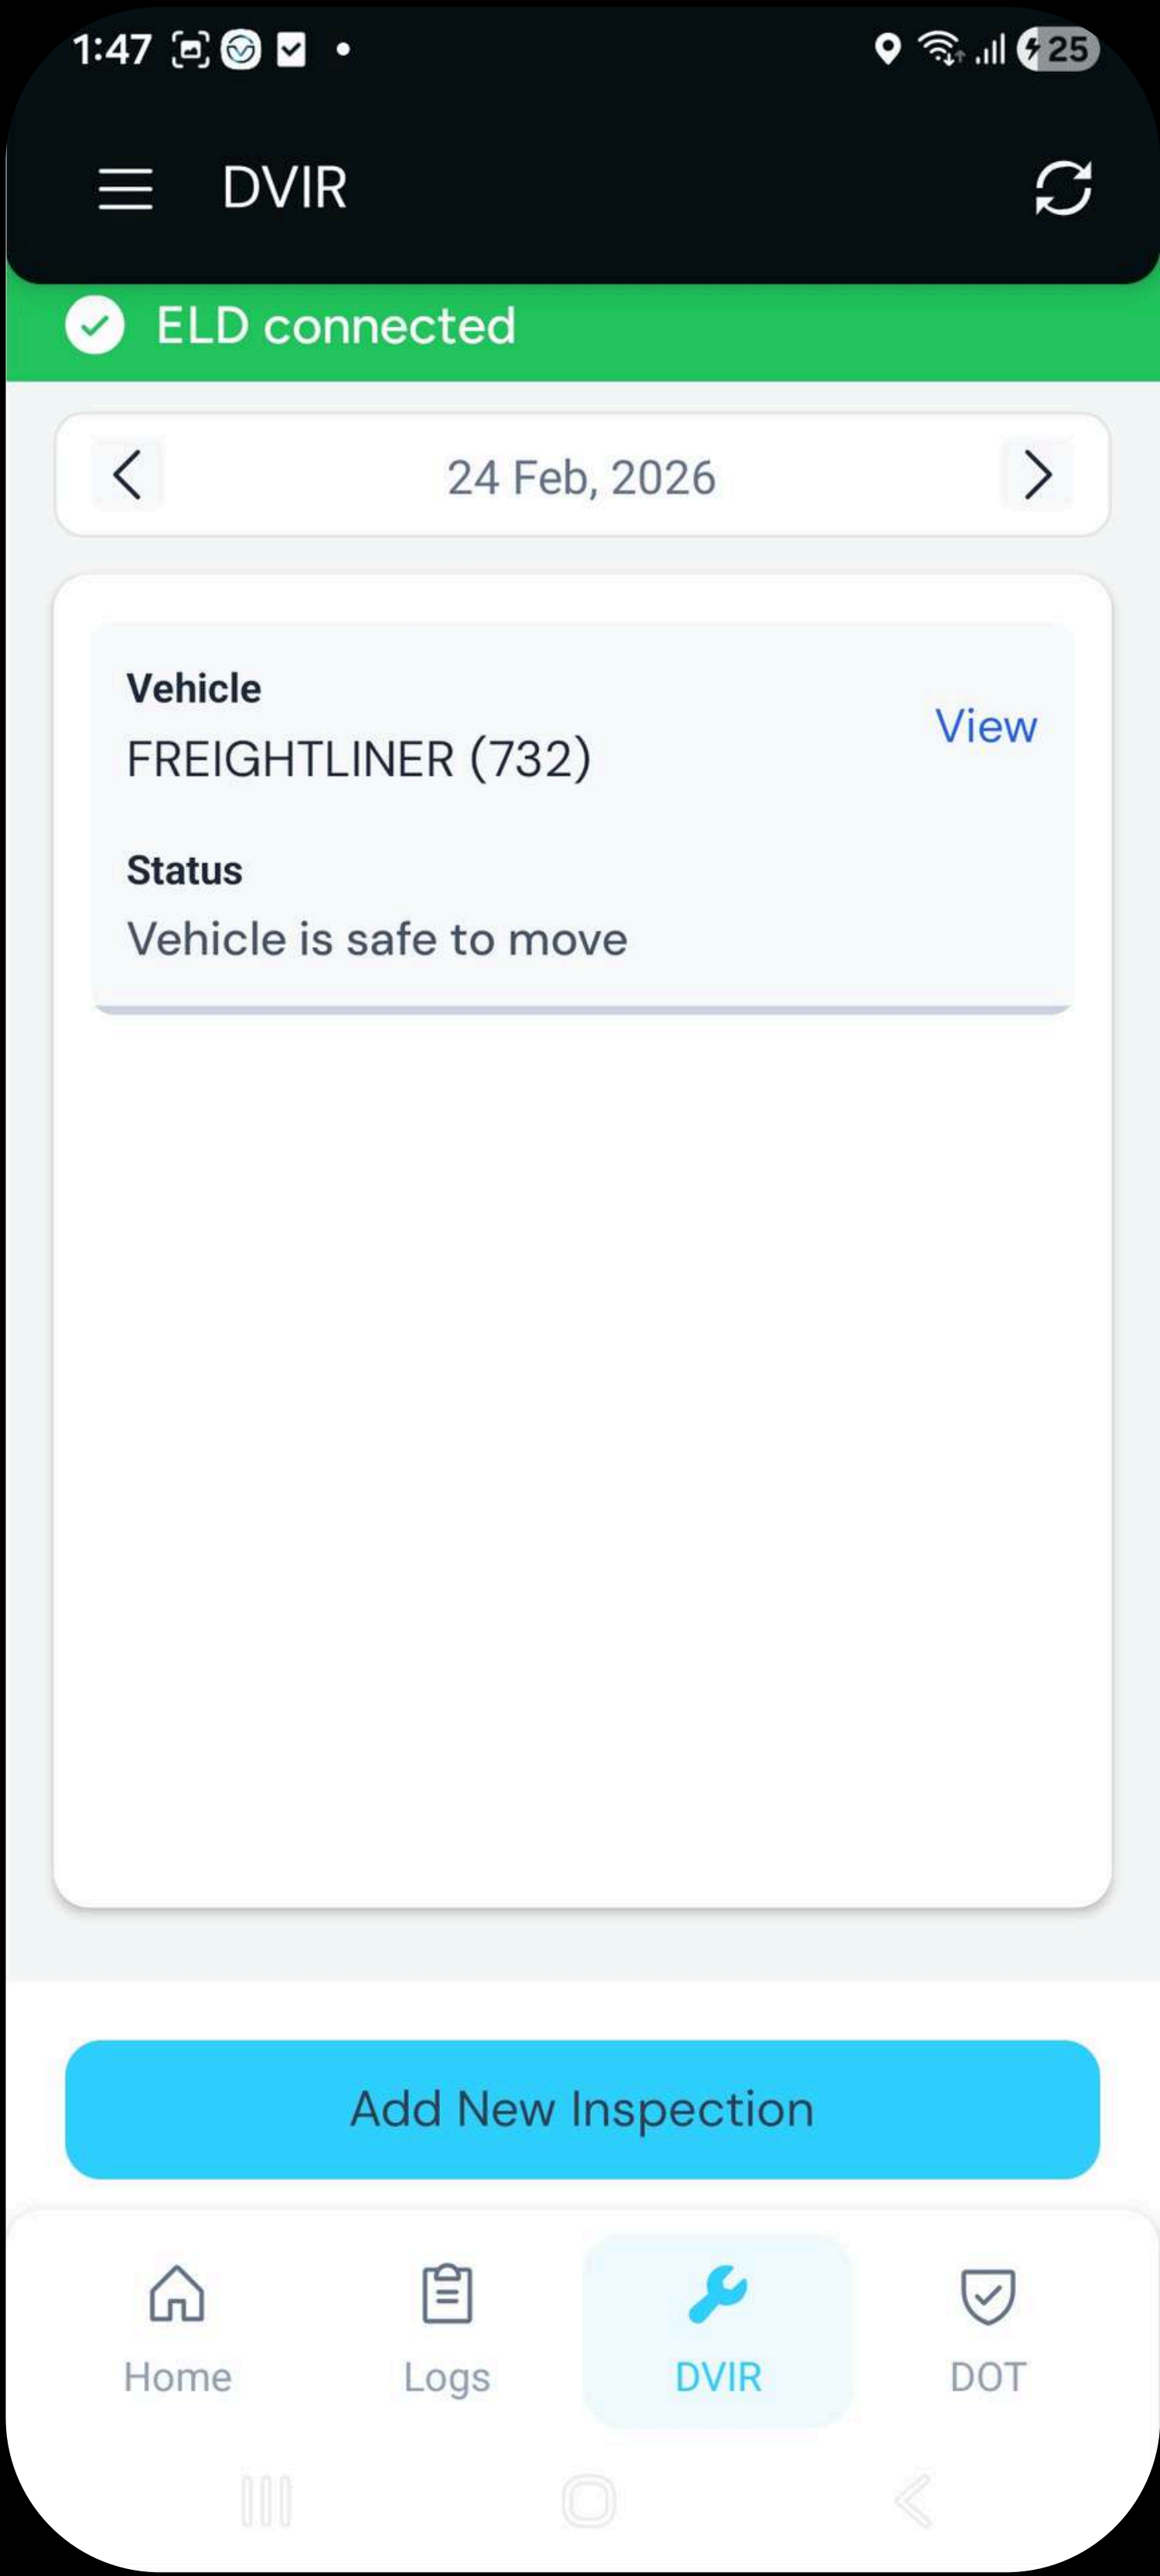 1:47
25
DVIR
ELD connected
24 Feb, 2026
Vehicle
FREIGHTLINER (732)
View
Status
Vehicle is safe to move
Add New Inspection
Home
Logs
DVIR
DOT